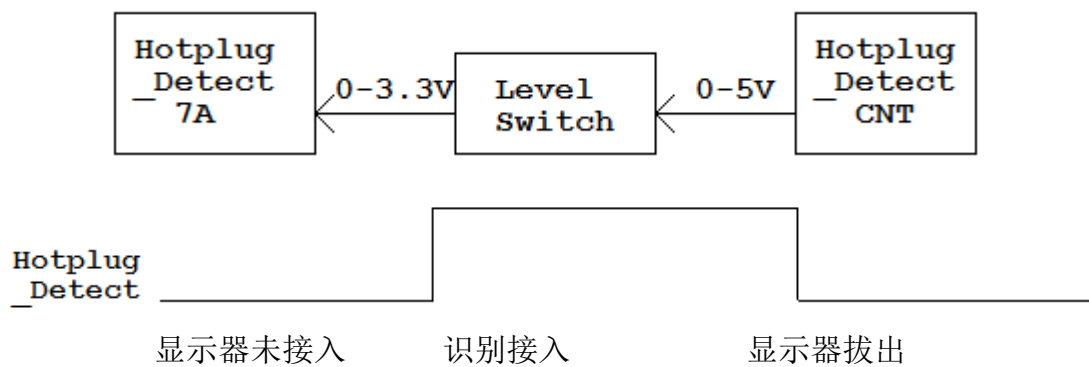 Hotplug
_Detect
7A
0-3.3V
Level
Switch
0-5V
Hotplug
_Detect
CNT
Hotplug
_Detect
显示器未接入
识别接入
显示器拔出